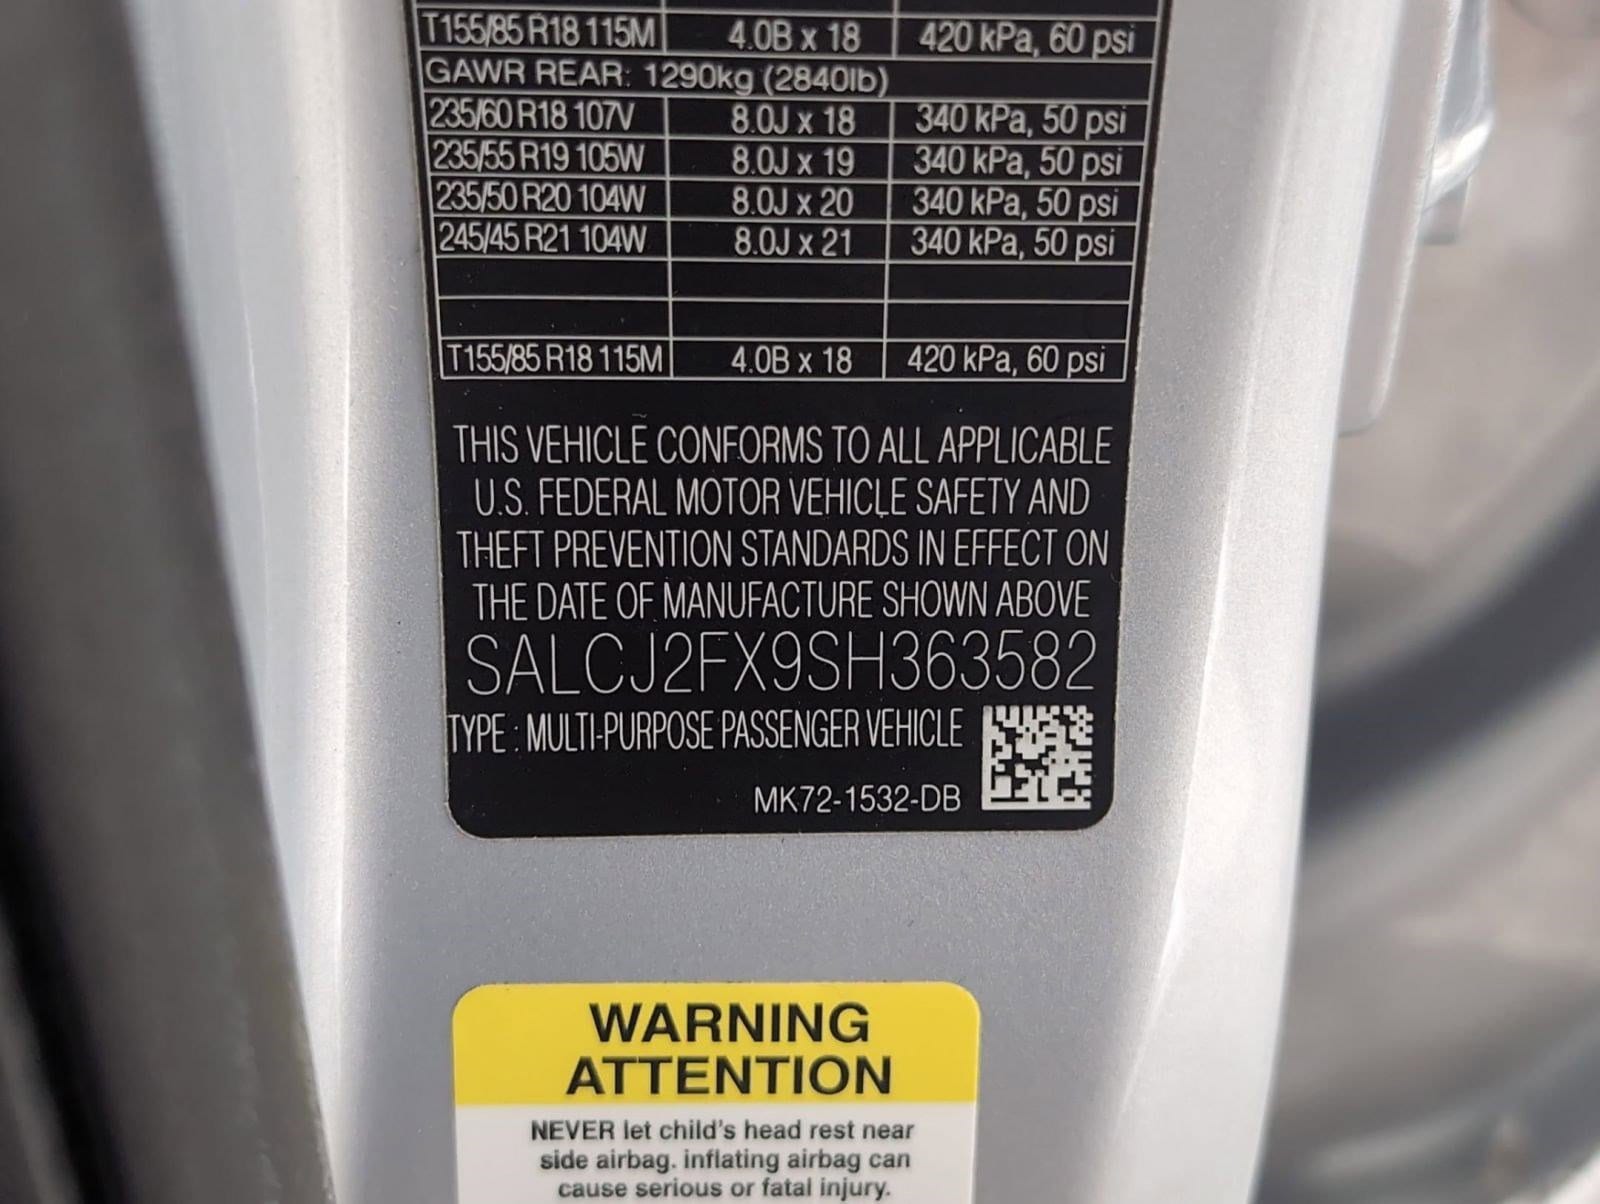 T155/85 R18 115M 4.0B x 18 420 kPa, 60 psi
GAWR REAR: 1290kg (2840lb)
235/60 R18 107V 8.0J x 18 340 kPa, 50 psi
235/55 R19 105W 8.0J x 19 340 kPa, 50 psi
235/50 R20 104W 8.0J x 20 340 kPa, 50 psi
245/45 R21 104W 8.0J x 21 340 kPa, 50 psi
T155/85 R18 115M 4.0B x 18 420 kPa, 60 psi
THIS VEHICLE CONFORMS TO ALL APPLICABLE
U.S. FEDERAL MOTOR VEHICLE SAFETY AND
THEFT PREVENTION STANDARDS IN EFFECT ON
THE DATE OF MANUFACTURE SHOWN ABOVE
SALCJ2FX9SH363582
TYPE : MULTI-PURPOSE PASSENGER VEHICLE
MK72-1532-DB
WARNING
ATTENTION
NEVER let child's head rest near
side airbag. inflating airbag can
cause serious or fatal injury.